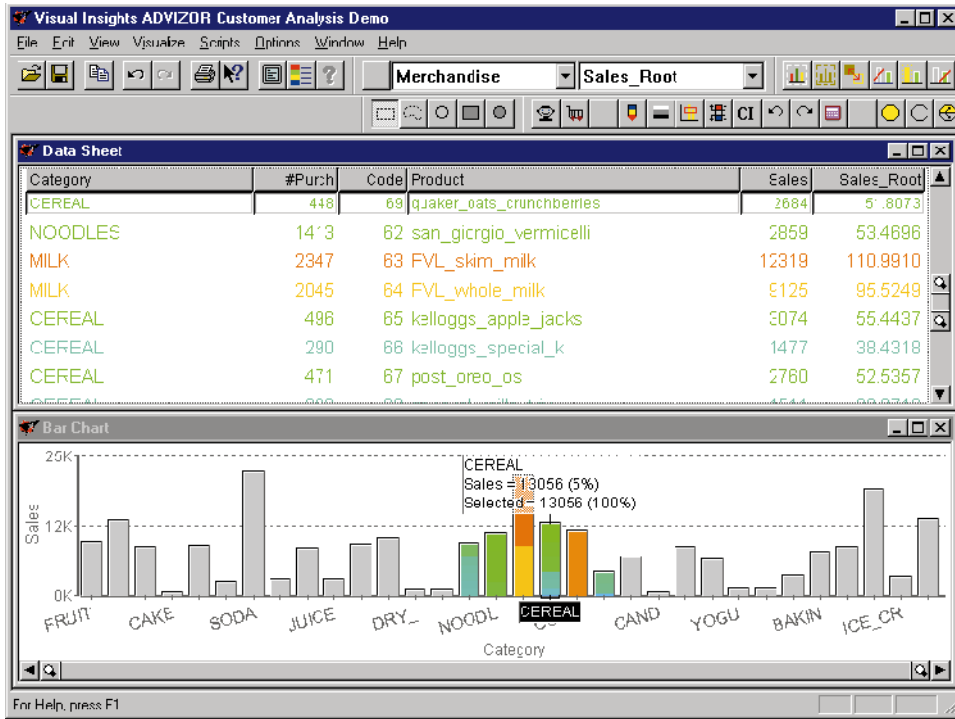 Visual Insights ADVIZOR Customer Analysis Demo
File Edit View Visualize Scripts Options Window Help
Merchandise Sales_Root
CI
Data Sheet
Category #Purch Code Product Sales Sales_Root
CEREAL 448 69 quaker_oats_crunchberries 2684 51.8073
NOODLES 1413 62 san_giorgio_vermicelli 2859 53.4696
MILK 2347 63 FVL_skim_milk 12319 110.9910
MILK 2045 64 FVL_whole_milk 9125 95.5249
CEREAL 496 65 kelloggs_apple_jacks 3074 55.4437
CEREAL 290 66 kelloggs_special_k 1477 38.4318
CEREAL 471 67 post_oreo_os 2760 52.5357
Bar Chart
25K
CEREAL
Sales = 13056 (5%)
Selected = 13056 (100%)
Sales
12K
0K
FRUIT CAKE SODA JUICE DRY_ NOODL CEREAL CAND YOGU BAKIN ICE_CR
Category
For Help, press F1